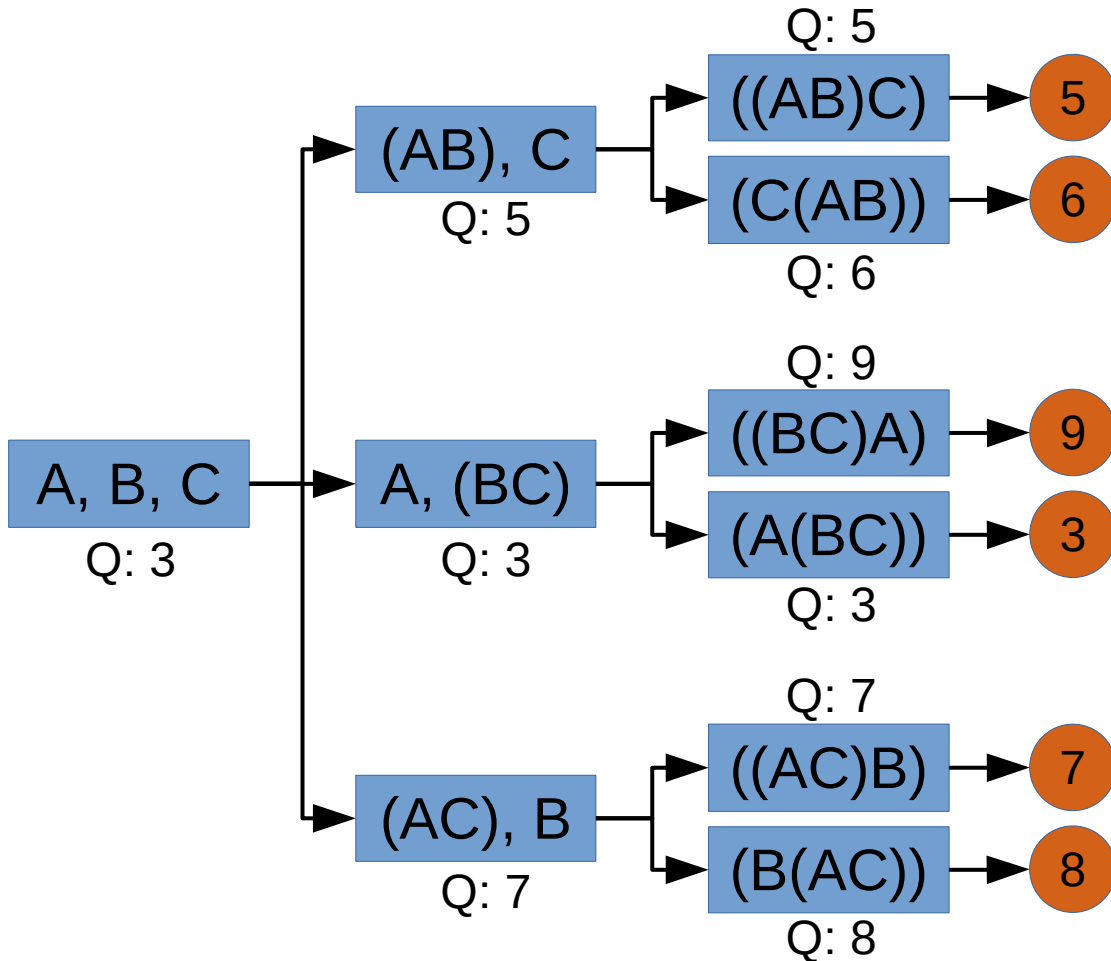 Q: 5
((AB)C)
5
(AB), C
Q: 5
(C(AB))
6
Q: 6
Q: 9
((BC)A)
9
A, B, C
Q: 3
A, (BC)
Q: 3
(A(BC))
3
Q: 3
Q: 7
((AC)B)
7
(AC), B
Q: 7
(B(AC))
8
Q: 8